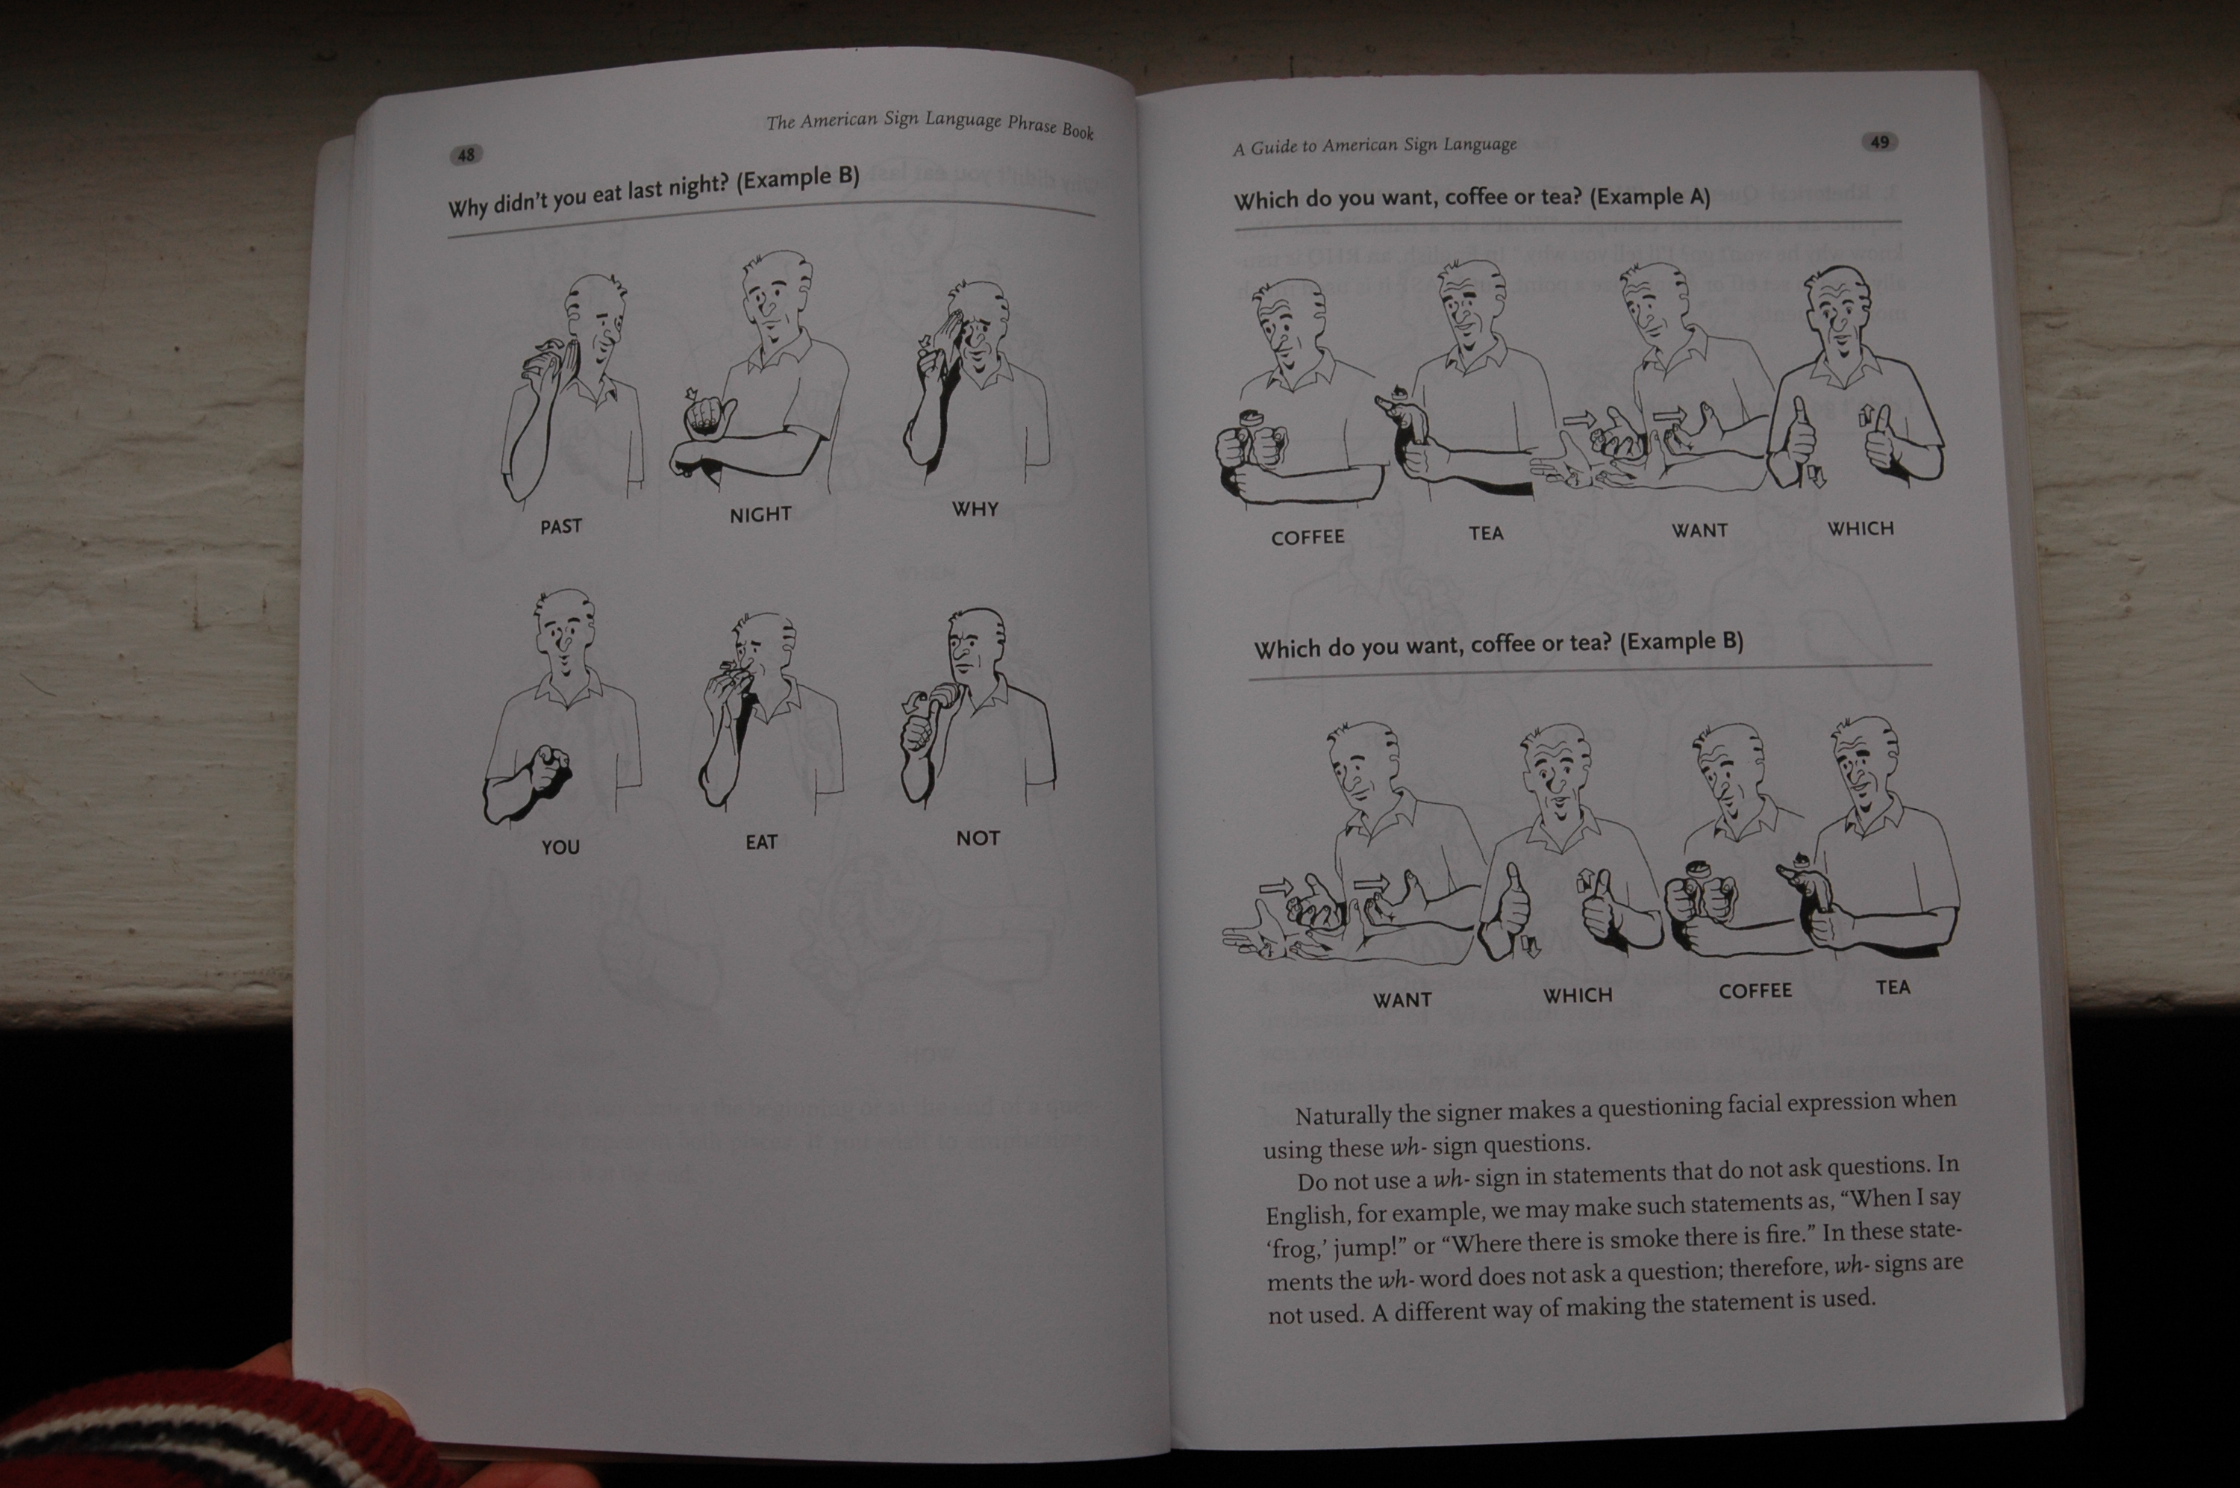 48
The American Sign Language Phrase Book
Why didn't you eat last night? (Example B)
PAST
NIGHT
WHY
YOU
EAT
NOT
A Guide to American Sign Language
49
Which do you want, coffee or tea? (Example A)
COFFEE
TEA
WANT
WHICH
Which do you want, coffee or tea? (Example B)
WANT
WHICH
COFFEE
TEA
Naturally the signer makes a questioning facial expression when
using these wh- sign questions.
Do not use a wh- sign in statements that do not ask questions. In
English, for example, we may make such statements as, “When I say
‘frog,’ jump!” or “Where there is smoke there is fire.” In these state-
ments the wh- word does not ask a question; therefore, wh- signs are
not used. A different way of making the statement is used.